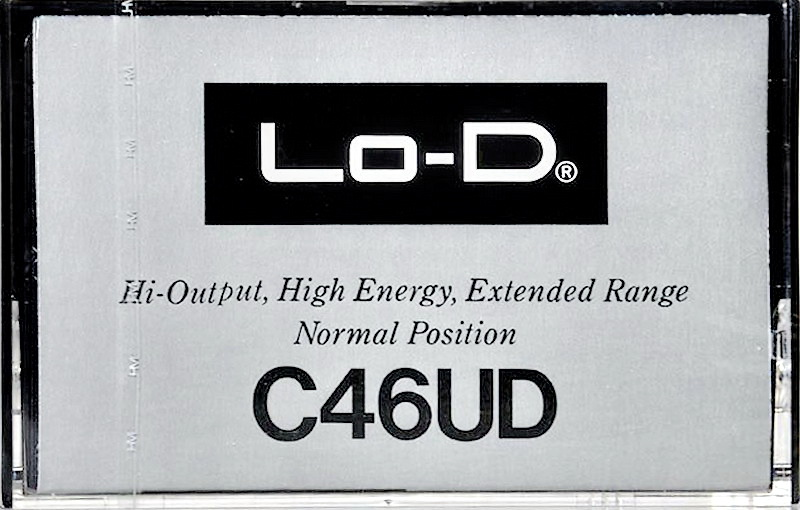 Lo-D®
Hi-Output, High Energy, Extended Range
Normal Position
C46UD